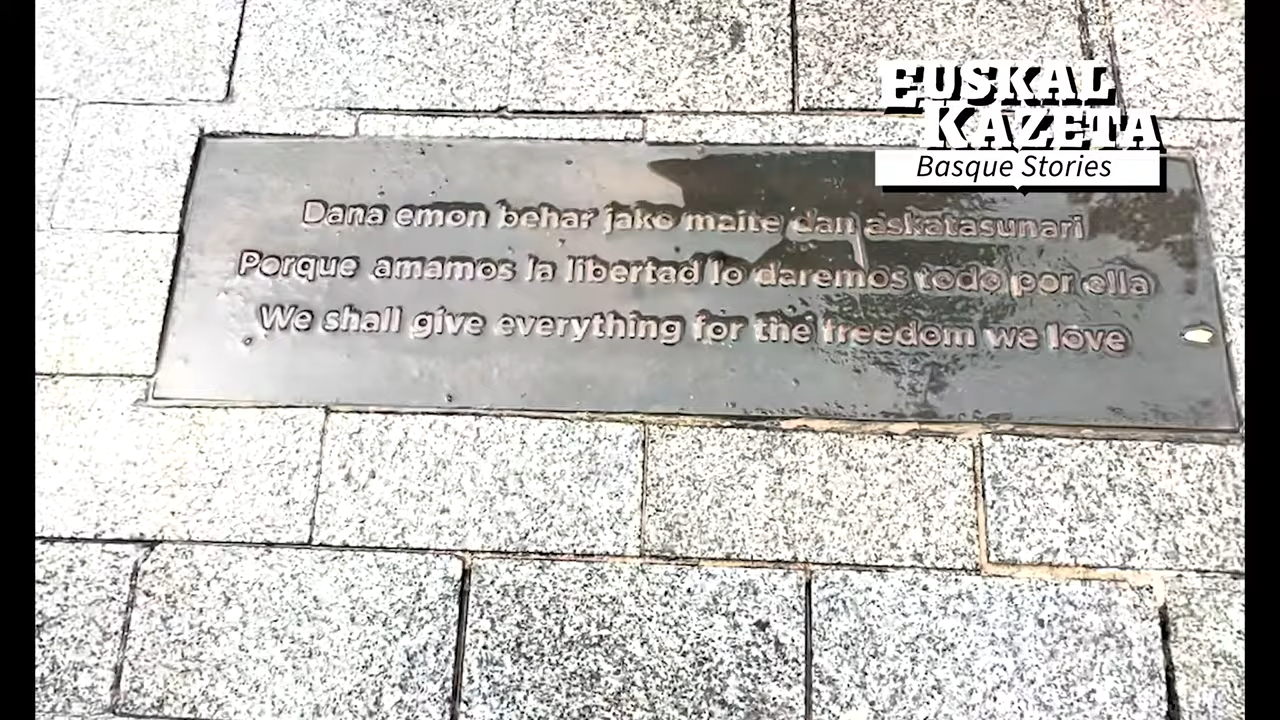 EUSKAL
KAZETA
Basque Stories
Dana emon behar jako maite dan askatasunari
Porque amamos la libertad lo daremos todo por ella
We shall give everything for the freedom we love